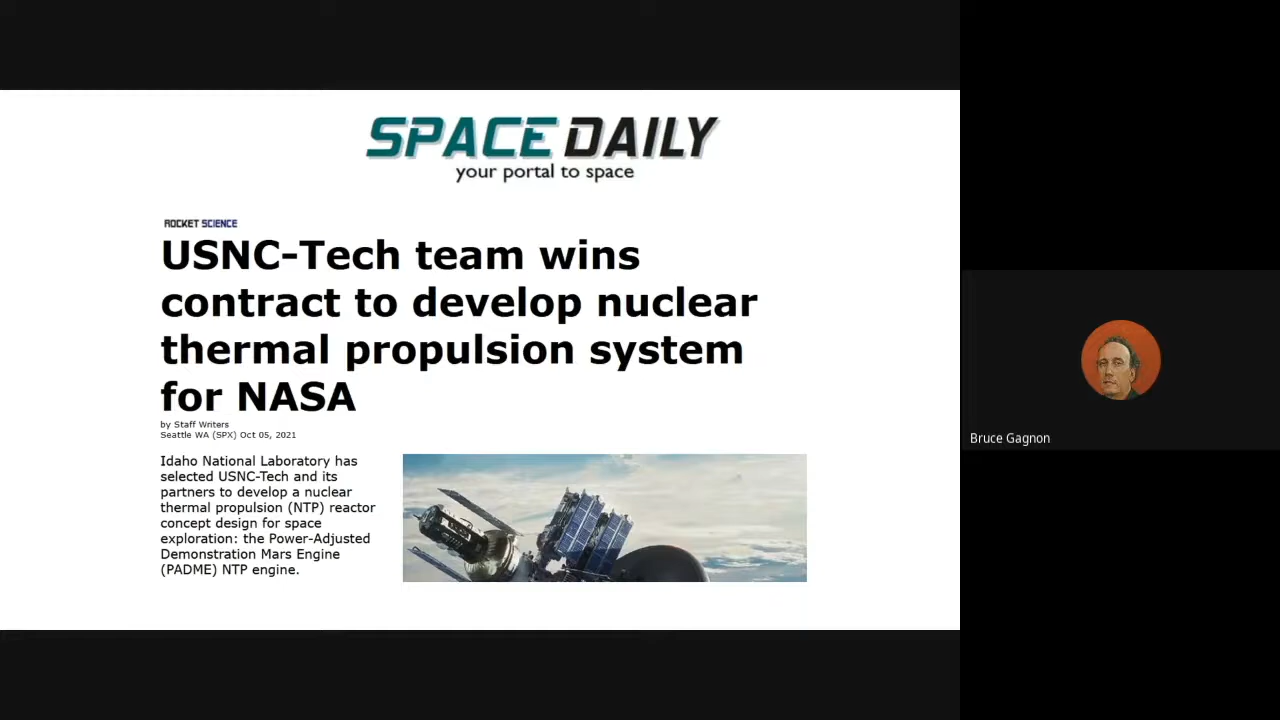 SPACE DAILY
your portal to space
ROCKET SCIENCE
USNC-Tech team wins
contract to develop nuclear
thermal propulsion system
for NASA
by Staff Writers
Seattle WA (SPX) Oct 05, 2021
Idaho National Laboratory has
selected USNC-Tech and its
partners to develop a nuclear
thermal propulsion (NTP) reactor
concept design for space
exploration: the Power-Adjusted
Demonstration Mars Engine
(PADME) NTP engine.
Bruce Gagnon